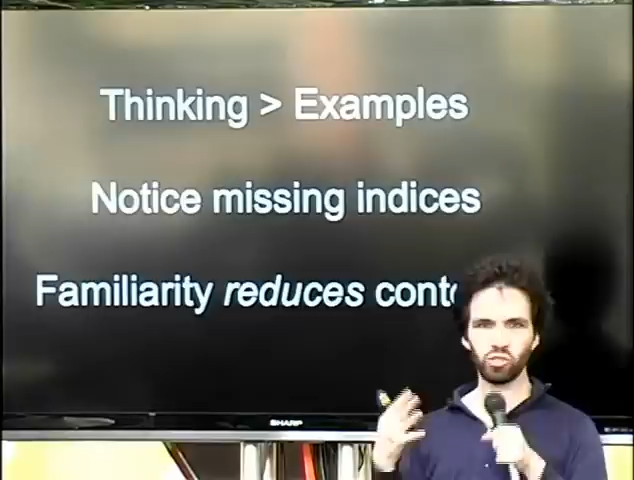 Thinking > Examples
Notice missing indices
Familiarity reduces
SHARP